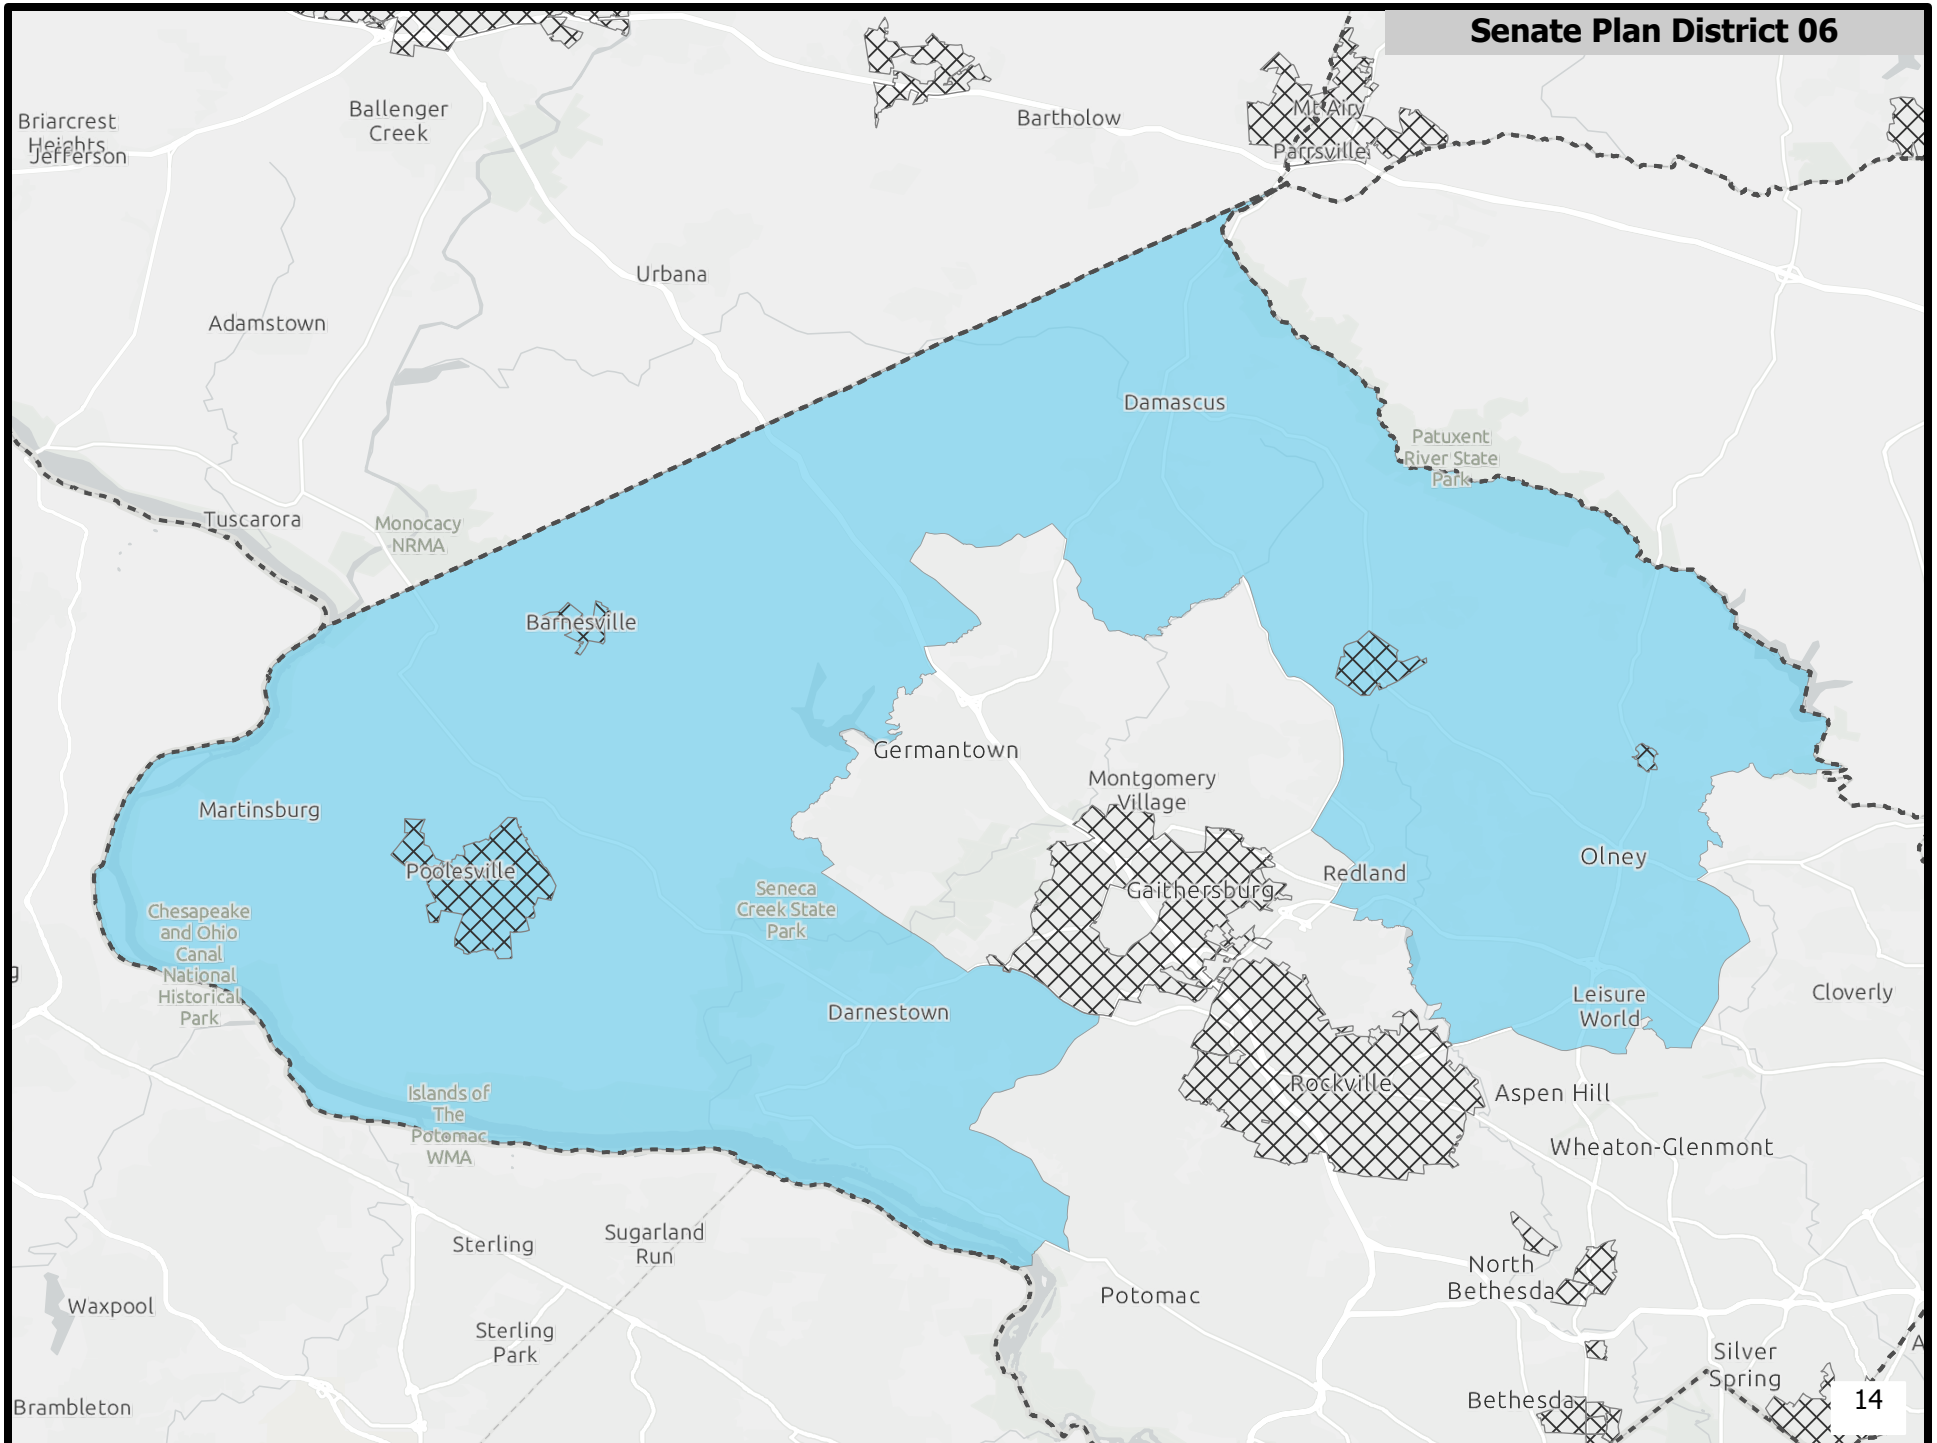 Senate Plan District 06
Briarcrest
Heights
Jefferson
Ballenger
Creek
Bartholow
Mt Airy
Parrsville
Urbana
Adamstown
Damascus
Patuxent
River State
Park
Tuscarora
Monocacy
NRMA
Barnesville
Germantown
Montgomery
Village
Martinsburg
Poolesville
Gaithersburg
Redland
Olney
Seneca
Creek State
Park
Chesapeake
and Ohio
Canal
National
Historical
Park
g
Darnestown
Leisure
World
Cloverly
Rockville
Aspen Hill
Islands of
The
Potomac
WMA
Wheaton-Glenmont
Sterling
Sugarland
Run
North
Bethesda
Waxpool
Potomac
Sterling
Park
Silver
Spring
A
Bethesda
Brambleton
14